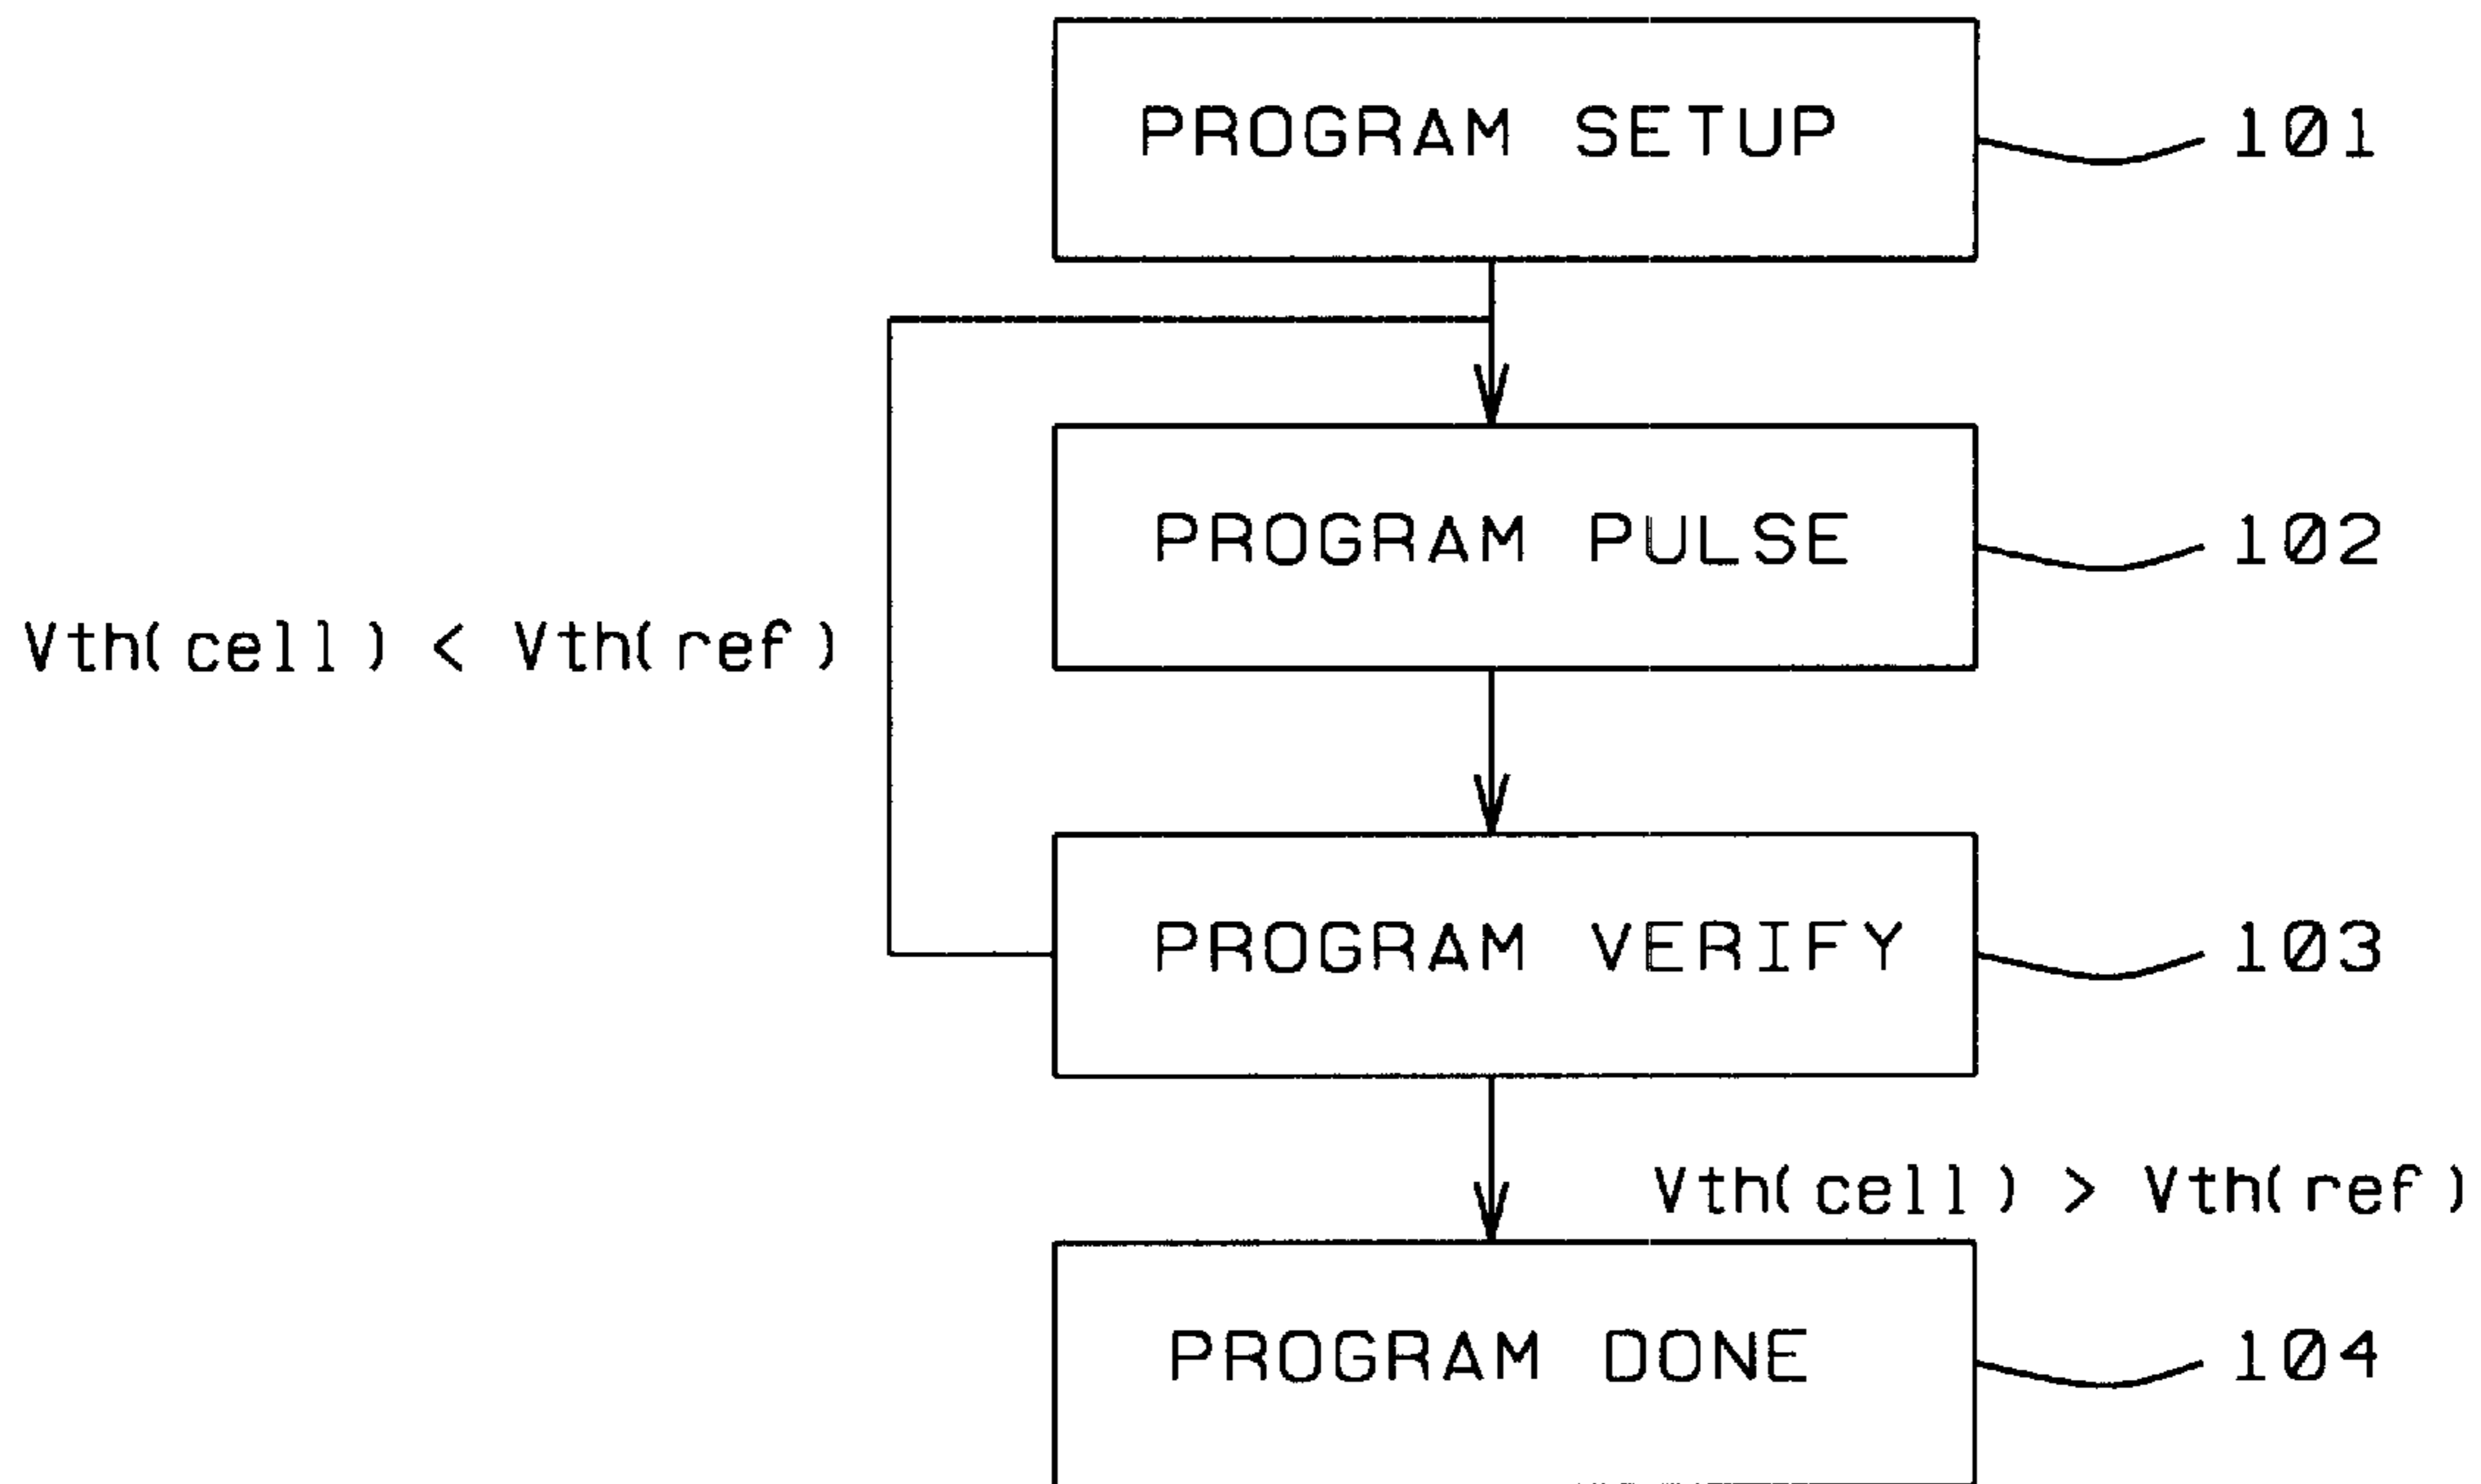 PROGRAM SETUP 101
PROGRAM PULSE 102
Vth(cell) < Vth(ref)
PROGRAM VERIFY 103
Vth(cell) > Vth(ref)
PROGRAM DONE 104